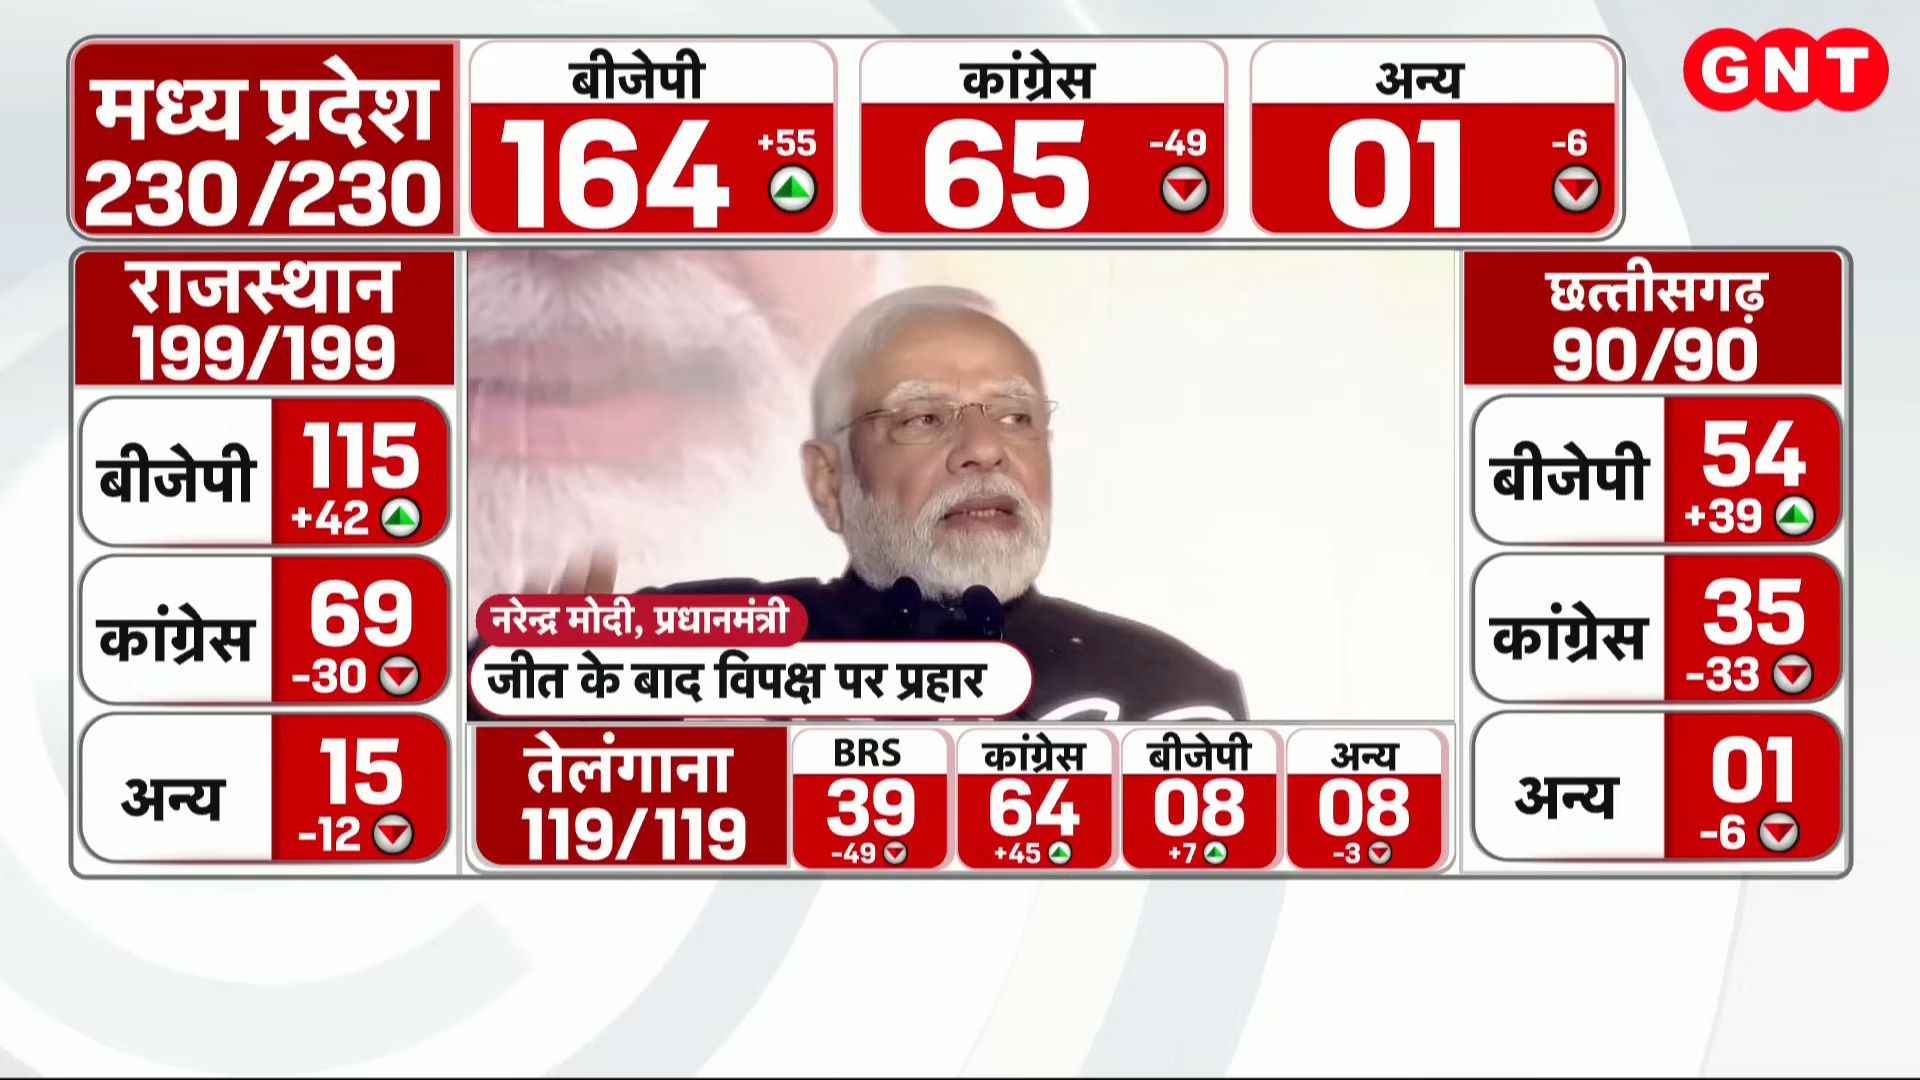 GNT
मध्य प्रदेश
230/230
बीजेपी
164
+55
कांग्रेस
65
-49
अन्य
01
-6
राजस्थान
199/199
बीजेपी
115
+42
कांग्रेस
69
-30
अन्य
15
-12
नरेन्द्र मोदी, प्रधानमंत्री
जीत के बाद विपक्ष पर प्रहार
तेलंगाना
119/119
BRS
39
-49
कांग्रेस
64
+45
बीजेपी
08
+7
अन्य
08
-3
छत्तीसगढ़
90/90
बीजेपी
54
+39
कांग्रेस
35
-33
अन्य
01
-6